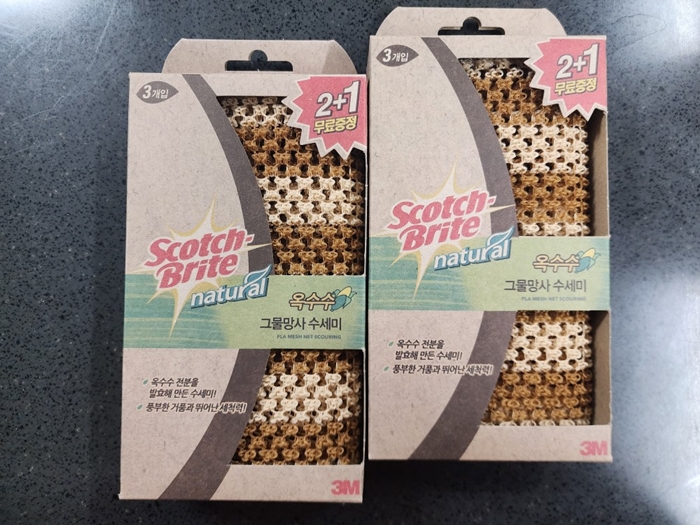 3개입
2+1
무료증정
Scotch-
Brite
natural
옥수수
그물망사 수세미
PLA MESH NET SCOURING
옥수수 전분을
발효해 만든 수세미!
풍부한 거품과 뛰어난 세척력!
3M
3개입
2+1
무료증정
Scotch-
Brite
natural
옥수수
그물망사 수세미
PLA MESH NET SCOURING
옥수수 전분을
발효해 만든 수세미!
풍부한 거품과 뛰어난 세척력!
3M